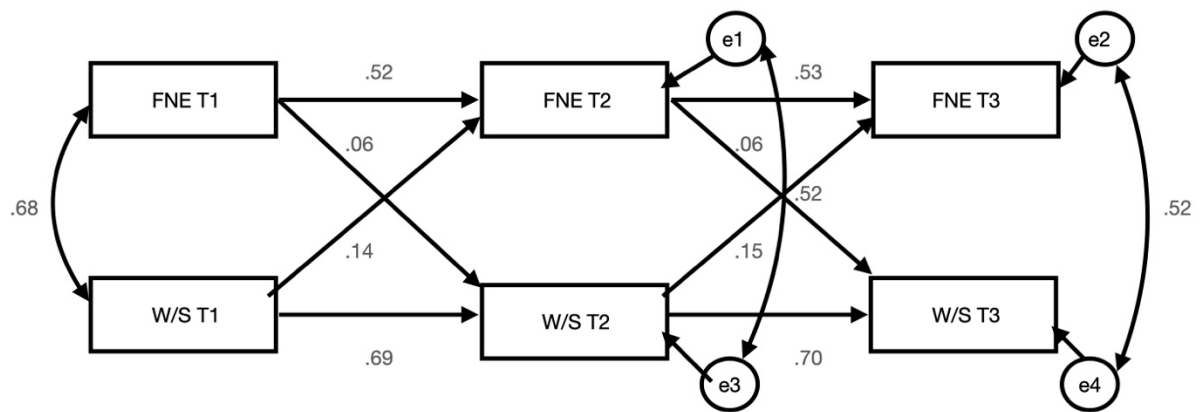 e1
e2
.52
.53
FNE T1
FNE T2
FNE T3
.06
.06
.68
.52
.52
.14
.15
W/S T1
W/S T2
W/S T3
.69
.70
e3
e4